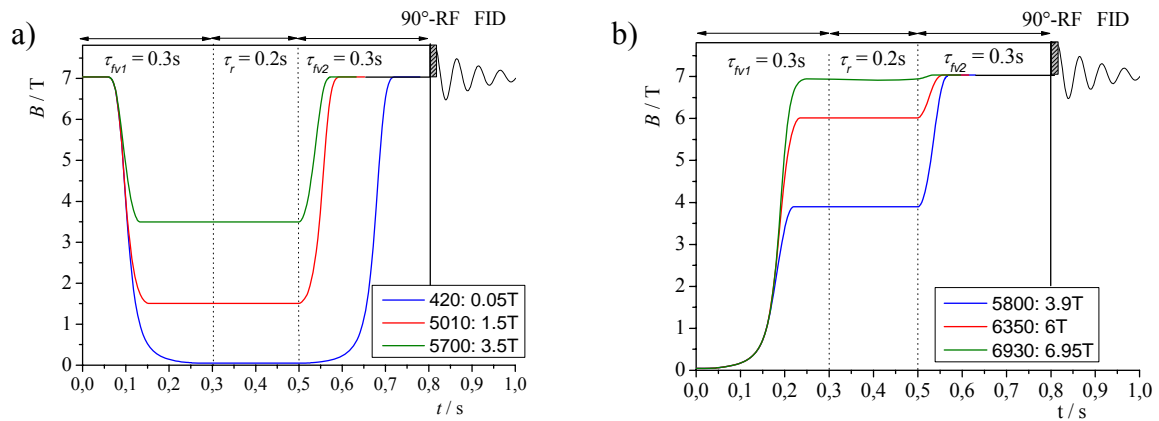 a)
90°-RF FID
τfv1 = 0.3s
τr = 0.2s
τfv2 = 0.3s
B / T
7
6
5
4
3
2
1
0
420: 0.05T
5010: 1.5T
5700: 3.5T
0,0 0,1 0,2 0,3 0,4 0,5 0,6 0,7 0,8 0,9 1,0
t / s
b)
90°-RF FID
τfv1 = 0.3s
τr = 0.2s
τfv2 = 0.3s
B / T
7
6
5
4
3
2
1
0
5800: 3.9T
6350: 6T
6930: 6.95T
0,0 0,1 0,2 0,3 0,4 0,5 0,6 0,7 0,8 0,9 1,0
t / s